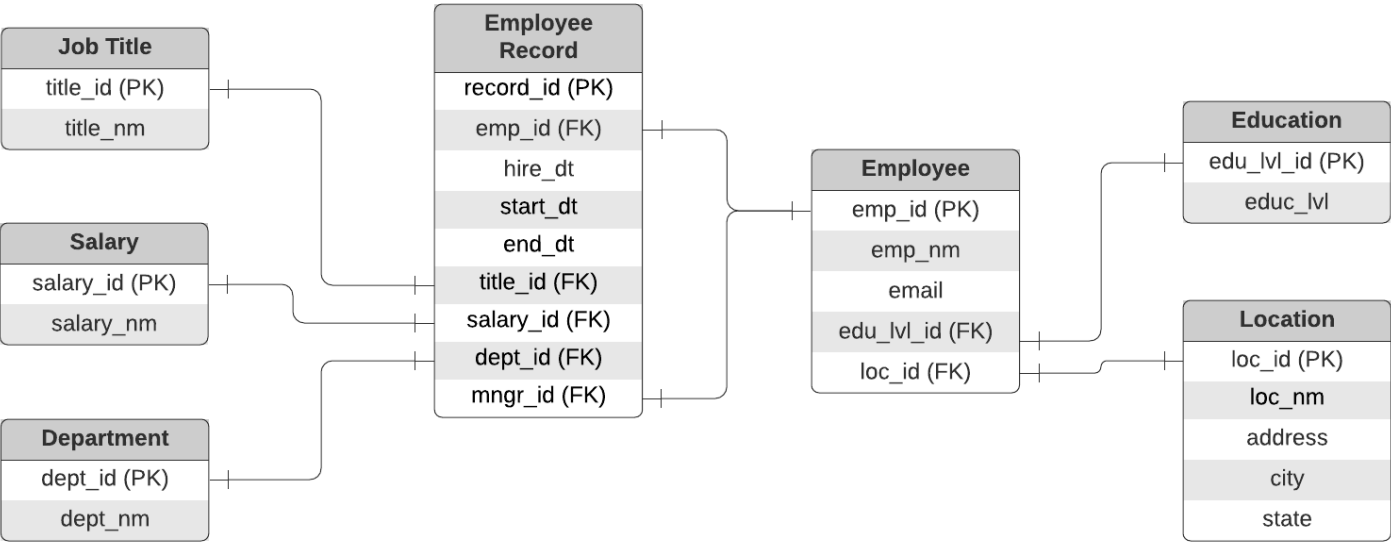 Job Title
title_id (PK)
title_nm
Salary
salary_id (PK)
salary_nm
Department
dept_id (PK)
dept_nm
Employee
Record
record_id (PK)
emp_id (FK)
hire_dt
start_dt
end_dt
title_id (FK)
salary_id (FK)
dept_id (FK)
mngr_id (FK)
Employee
emp_id (PK)
emp_nm
email
edu_lvl_id (FK)
loc_id (FK)
Education
edu_lvl_id (PK)
educ_lvl
Location
loc_id (PK)
loc_nm
address
city
state